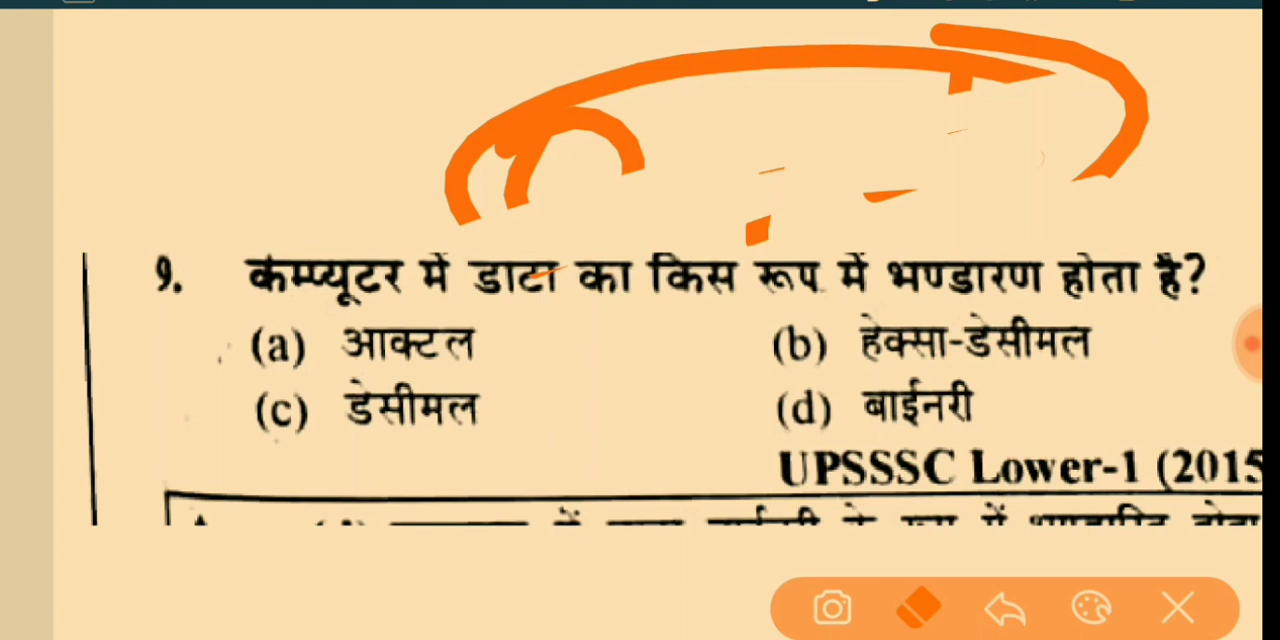 9. कम्प्यूटर में डाटा का किस रूप में भण्डारण होता है?
(a) आक्टल (b) हेक्सा-डेसीमल
(c) डेसीमल (d) बाईनरी
UPSSSC Lower-1 (2015